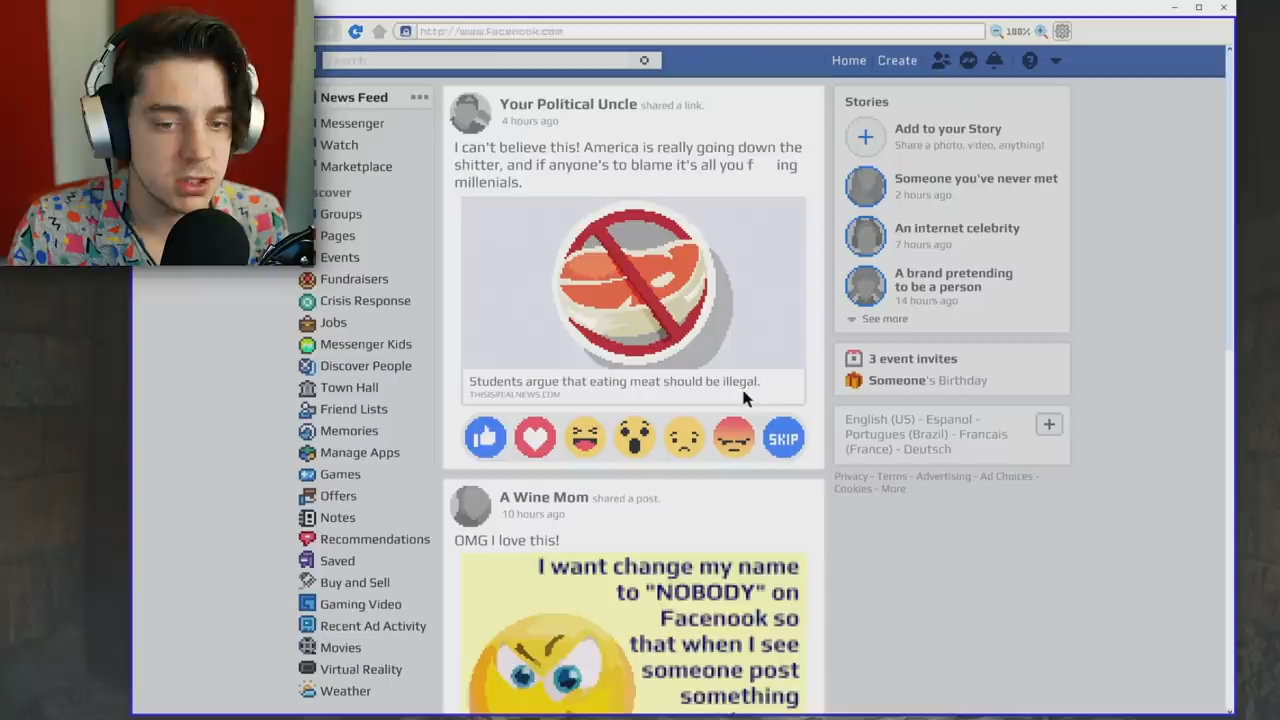 http://www.Facenook.com
100%
Home Create
News Feed
Messenger
Watch
Marketplace
Groups
Pages
Events
Fundraisers
Crisis Response
Jobs
Messenger Kids
Discover People
Town Hall
Friend Lists
Memories
Manage Apps
Games
Offers
Notes
Recommendations
Saved
Buy and Sell
Gaming Video
Recent Ad Activity
Movies
Virtual Reality
Weather
Your Political Uncle shared a link.
4 hours ago
I can't believe this! America is really going down the
shitter, and if anyone's to blame it's all you f ing
millenials.
Students argue that eating meat should be illegal.
THISISREALNEWS.COM
SKIP
A Wine Mom shared a post.
10 hours ago
OMG I love this!
I want change my name
to "NOBODY" on
Facenook so
that when I see
someone post
something
Stories
Add to your Story
Share a photo, video, anything!
Someone you've never met
2 hours ago
An internet celebrity
7 hours ago
A brand pretending
to be a person
14 hours ago
See more
3 event invites
Someone's Birthday
English (US) - Espanol -
Portugues (Brazil) - Francais
(France) - Deutsch
Privacy - Terms - Advertising - Ad Choices -
Cookies - More